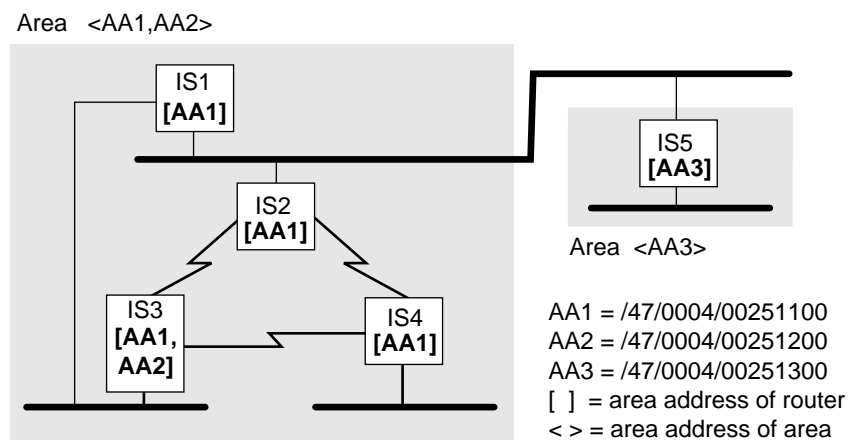 Area <AA1,AA2>
IS1
[AA1]
IS5
[AA3]
IS2
[AA1]
Area <AA3>
IS3
[AA1,
AA2]
IS4
[AA1]
AA1 = /47/0004/00251100
AA2 = /47/0004/00251200
AA3 = /47/0004/00251300
[ ] = area address of router
< > = area address of area